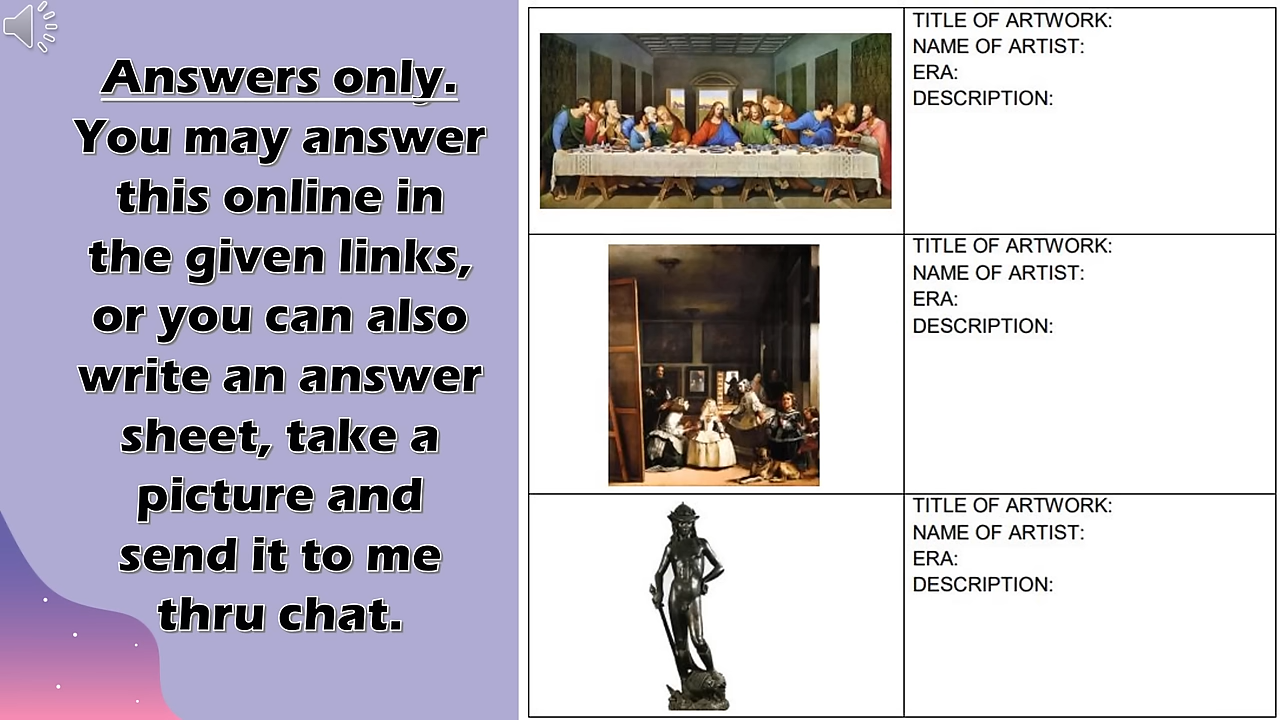 Answers only.
You may answer
this online in
the given links,
or you can also
write an answer
sheet, take a
picture and
send it to me
thru chat.
TITLE OF ARTWORK:
NAME OF ARTIST:
ERA:
DESCRIPTION:
TITLE OF ARTWORK:
NAME OF ARTIST:
ERA:
DESCRIPTION:
TITLE OF ARTWORK:
NAME OF ARTIST:
ERA:
DESCRIPTION: